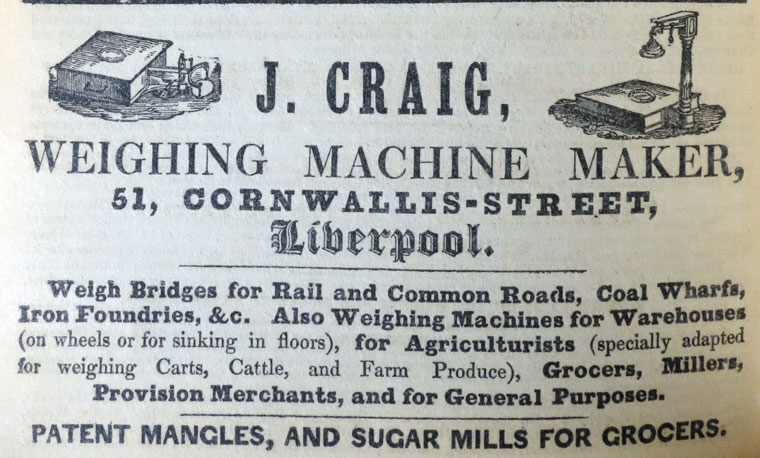 J. CRAIG,
WEIGHING MACHINE MAKER,
51, CORNWALLIS-STREET,
Liverpool.
Weigh Bridges for Rail and Common Roads, Coal Wharfs,
Iron Foundries, &c. Also Weighing Machines for Warehouses
(on wheels or for sinking in floors), for Agriculturists (specially adapted
for weighing Carts, Cattle, and Farm Produce), Grocers, Millers,
Provision Merchants, and for General Purposes.
PATENT MANGLES, AND SUGAR MILLS FOR GROCERS.